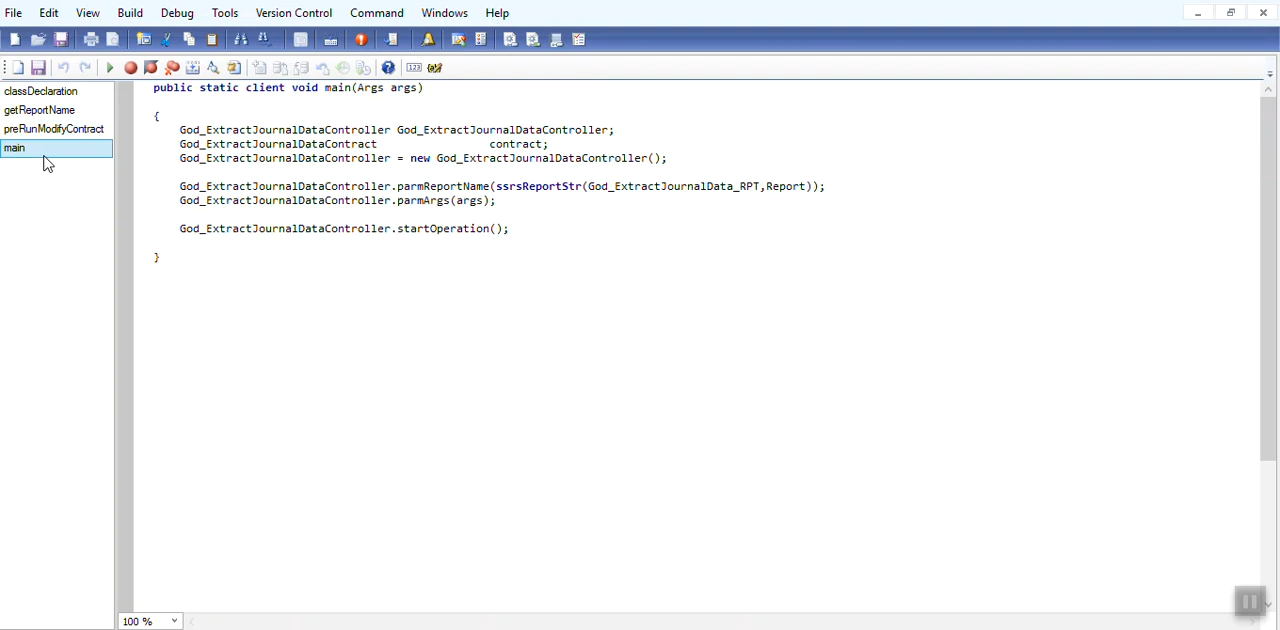 File Edit View Build Debug Tools Version Control Command Windows Help
classDeclaration
getReportName
preRunModifyContract
main
public static client void main(Args args)
{
God_ExtractJournalDataController God_ExtractJournalDataController;
God_ExtractJournalDataContract contract;
God_ExtractJournalDataController = new God_ExtractJournalDataController();
God_ExtractJournalDataController.parmReportName(ssrsReportStr(God_ExtractJournalData_RPT,Report));
God_ExtractJournalDataController.parmArgs(args);
God_ExtractJournalDataController.startOperation();
}
100 %